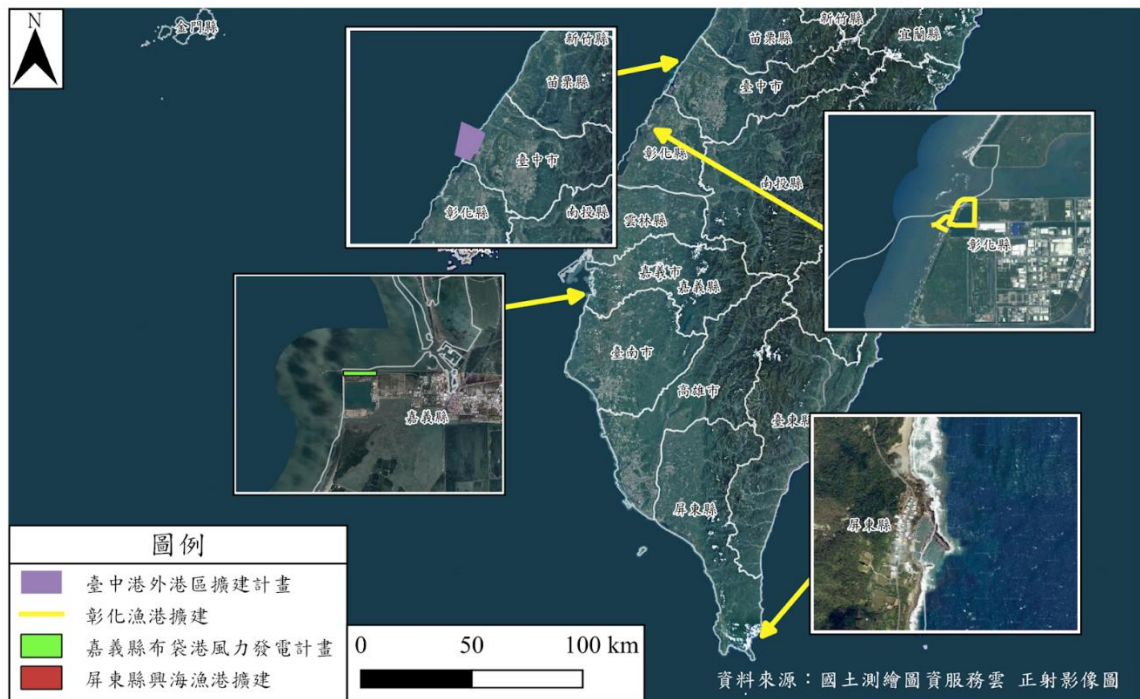 N
金門縣
新竹縣
苗栗縣
宜蘭縣
臺中市
彰化縣
南投縣
雲林縣
嘉義市
嘉義縣
臺南市
高雄市
臺東縣
屏東縣
新竹縣
苗栗縣
臺中市
彰化縣
南投縣
彰化縣
嘉義縣
屏東縣
圖例
臺中港外港區擴建計畫
彰化漁港擴建
嘉義縣布袋港風力發電計畫
屏東縣興海漁港擴建
0 50 100 km
資料來源：國土測繪圖資服務雲 正射影像圖